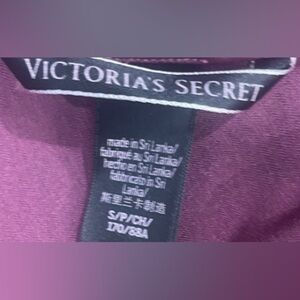 VICTORIA'S SECRET
made in Sri Lanka/
fabriqué au Sri Lanka/
hecho en Sri Lanka/
fabbricato in Sri
Lanka/
斯里兰卡制造
S/P/CH/
170/88A